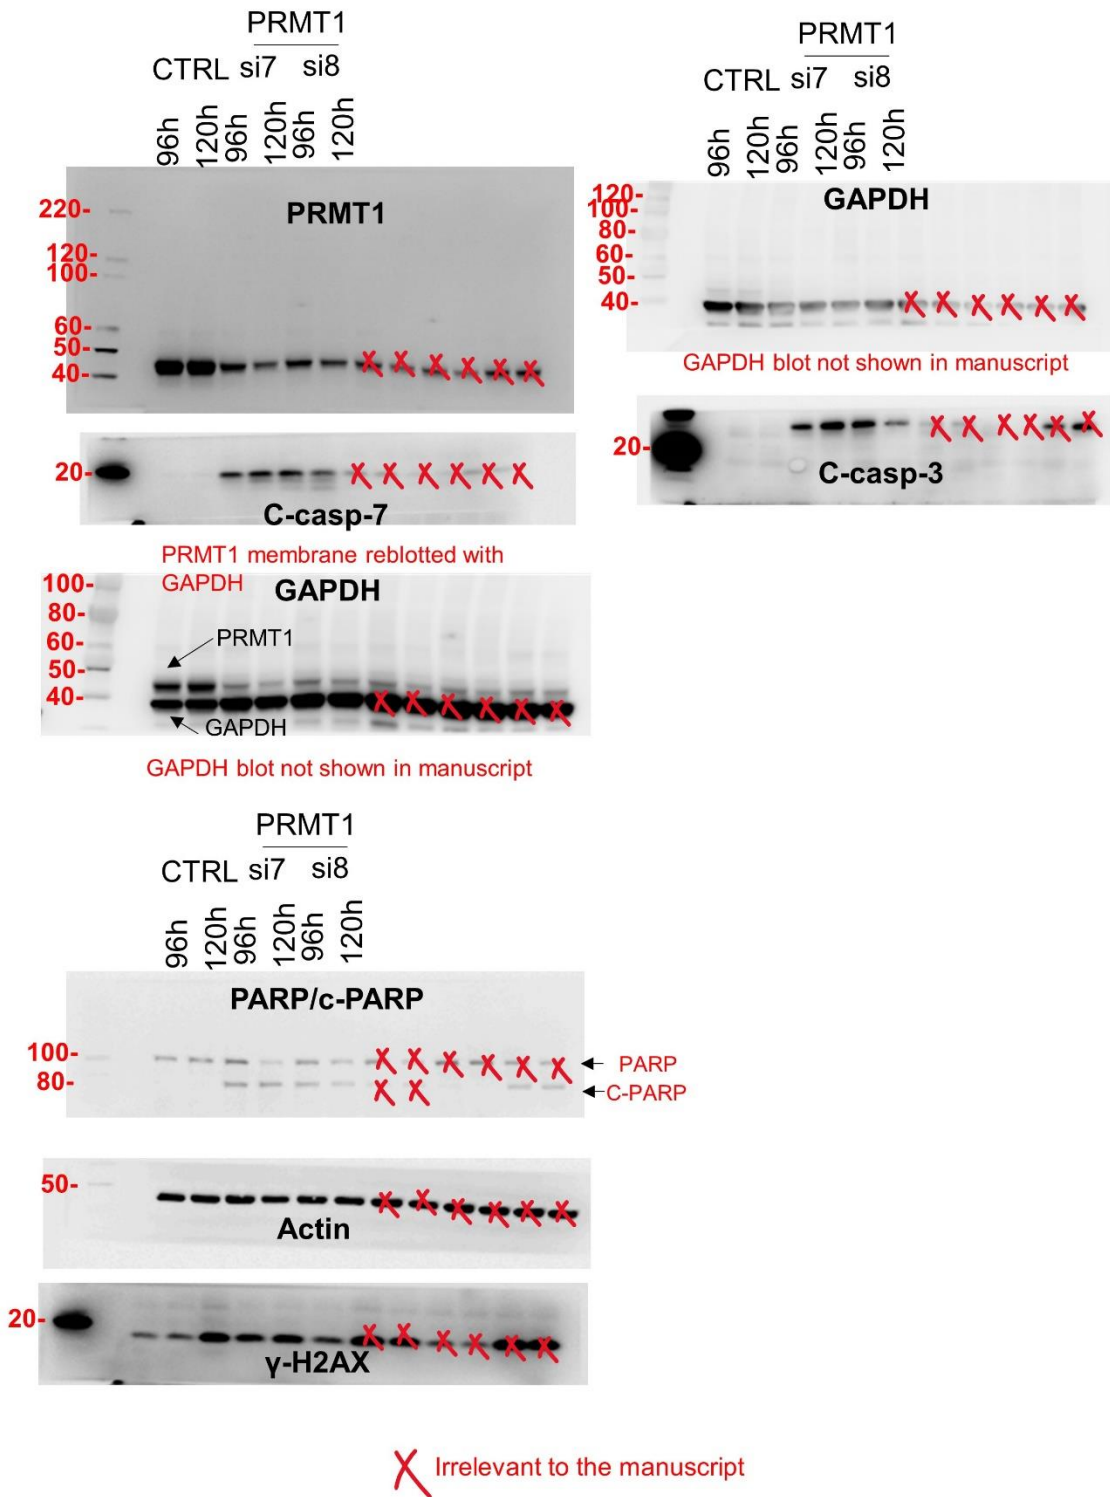 PRMT1
CTRL si7 si8
96h 120h 96h 120h 96h 120h
PRMT1
220-
120-
100-
60-
50-
40-
20-
C-casp-7
PRMT1 membrane reblotted with
GAPDH
GAPDH
100-
80-
60-
50-
40-
PRMT1
GAPDH
GAPDH blot not shown in manuscript
PRMT1
CTRL si7 si8
96h 120h 96h 120h 96h 120h
GAPDH
120-
100-
80-
60-
50-
40-
GAPDH blot not shown in manuscript
20-
C-casp-3
PRMT1
CTRL si7 si8
96h 120h 96h 120h 96h 120h
PARP/c-PARP
100-
80-
PARP
C-PARP
50-
Actin
20-
γ-H2AX
Irrelevant to the manuscript